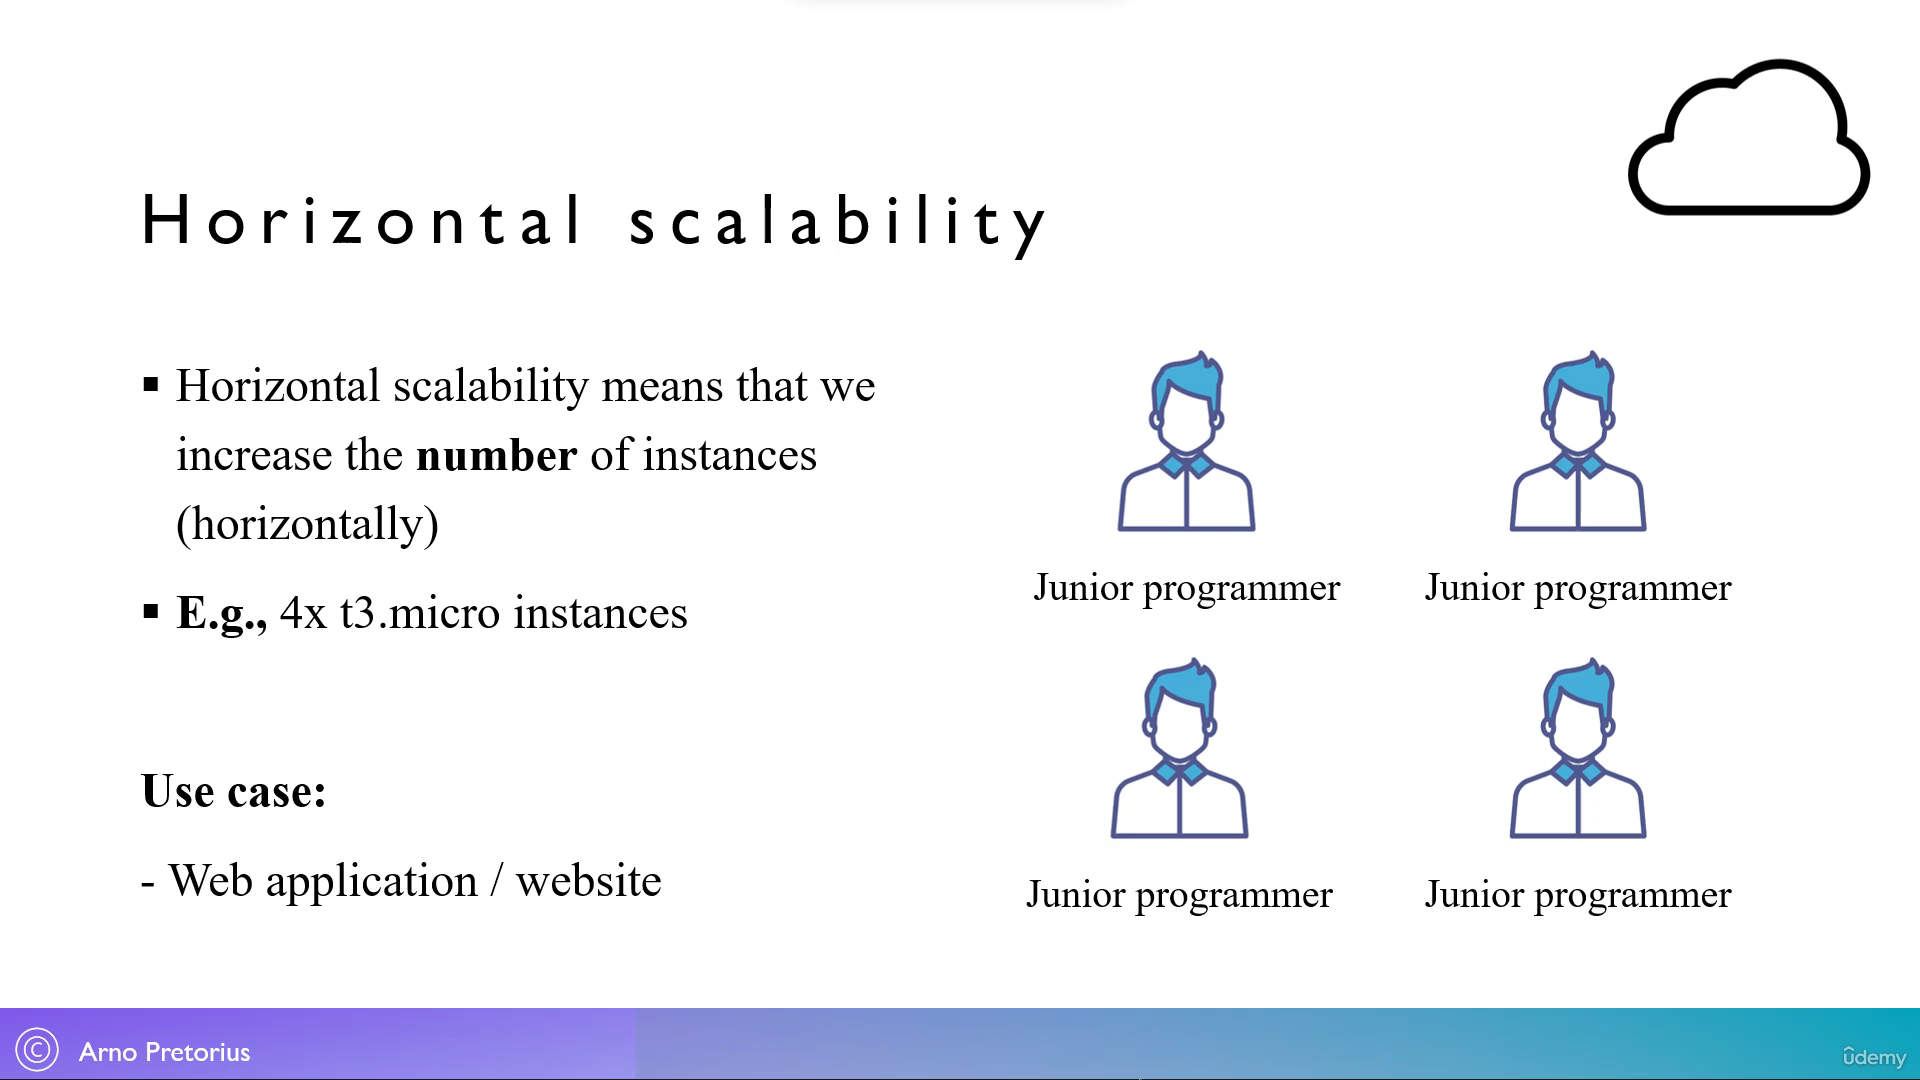 Horizontal scalability
▪ Horizontal scalability means that we
increase the number of instances
(horizontally)
▪ E.g., 4x t3.micro instances
Use case:
- Web application / website
Junior programmer
Junior programmer
Junior programmer
Junior programmer
© Arno Pretorius
ûdemy